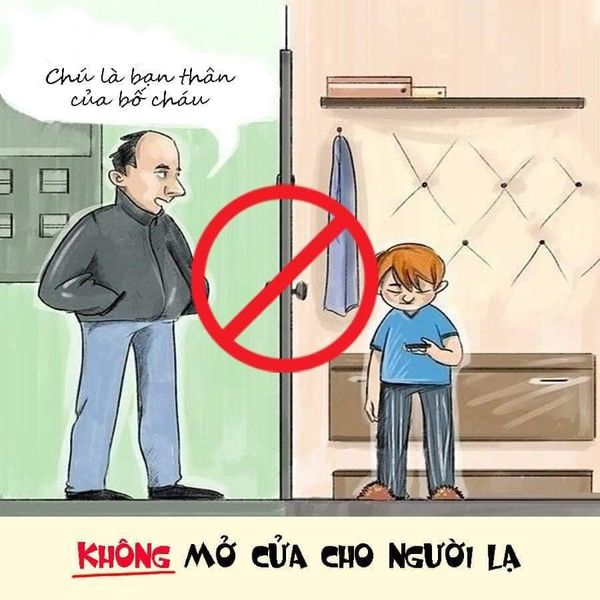 Chú là bạn thân
của bố cháu
KHÔNG MỞ CỬA CHO NGƯỜI LẠ